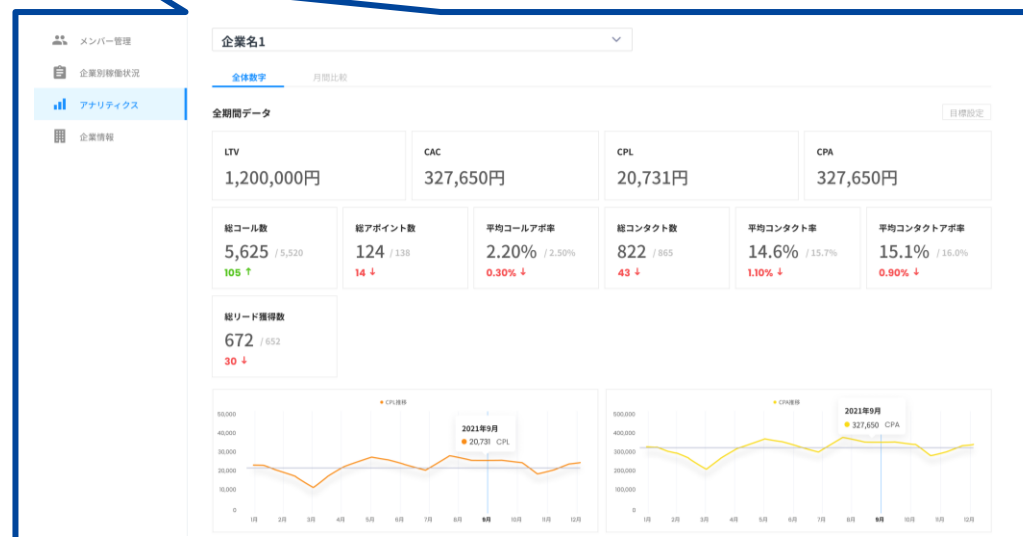 メンバー管理
企業別稼働状況
アナリティクス
企業情報
企業名1
全体数字 月間比較
全期間データ 目標設定
LTV CAC CPL CPA
1,200,000円 327,650円 20,731円 327,650円
総コール数 総アポイント数 平均コールアポ率 総コンタクト数 平均コンタクト率 平均コンタクトアポ率
5,625 /5,520 124 /138 2.20% /2.50% 822 /865 14.6% /15.7% 15.1% /16.0%
105 ↑ 14 ↓ 0.30% ↓ 43 ↓ 1.10% ↓ 0.90% ↓
総リード獲得数
672 /652
30 ↓
CPL推移
50,000
40,000
30,000
20,000
10,000
0
2021年9月
20,731 CPL
1月 2月 3月 4月 5月 6月 7月 8月 9月 10月 11月 12月
CPA推移
500,000
400,000
300,000
200,000
100,000
0
2021年9月
327,650 CPA
1月 2月 3月 4月 5月 6月 7月 8月 9月 10月 11月 12月